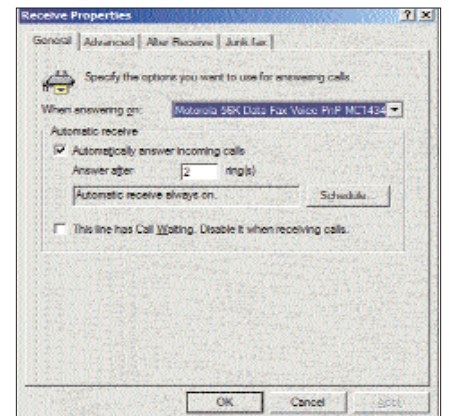 Receive Properties
General Advanced After Receive Junk fax
Specify the options you want to use for answering calls.
When answering on: Motorola 56K Data Fax Voice PnP MC1434
Automatic receive
Automatically answer incoming calls
Answer after 2 ring(s)
Automatic receive always on. Schedule...
This line has Call Waiting. Disable it when receiving calls.
OK Cancel Apply